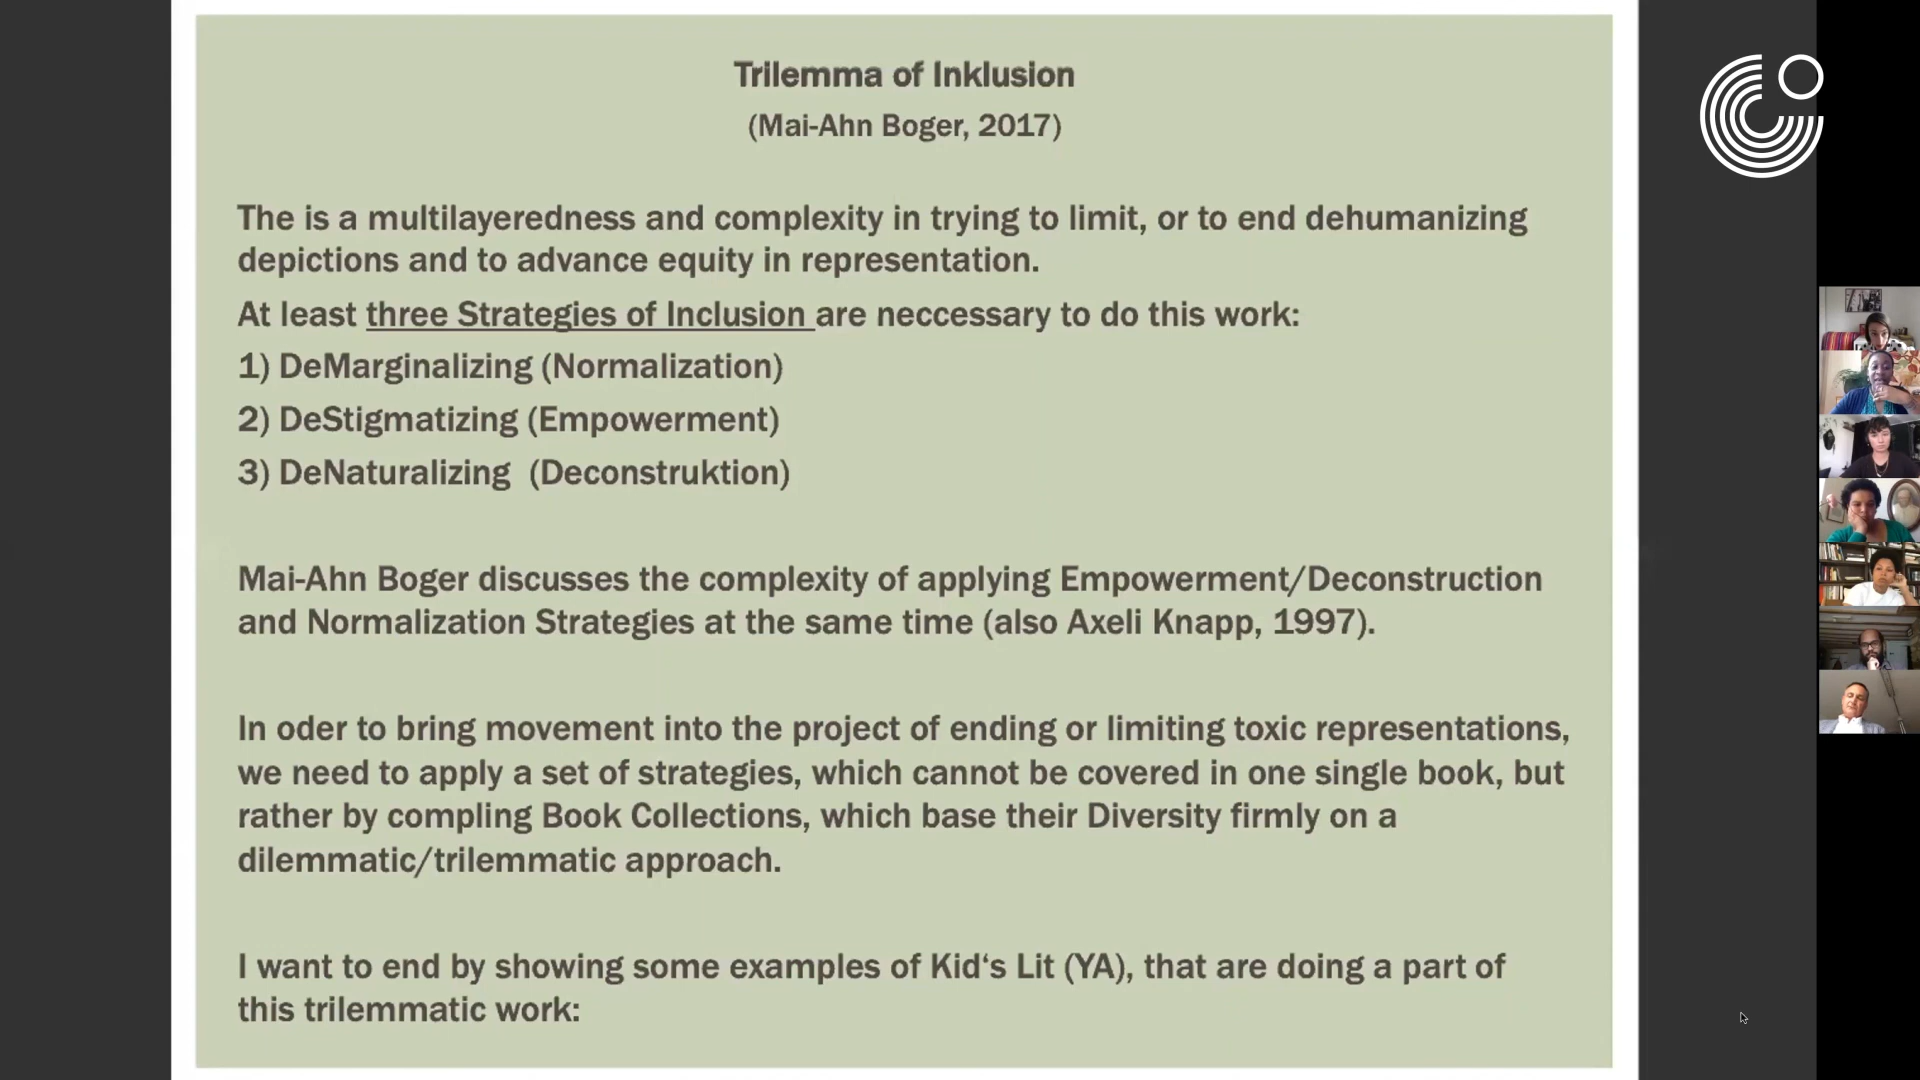 Trilemma of Inklusion
(Mai-Ahn Boger, 2017)
The is a multilayeredness and complexity in trying to limit, or to end dehumanizing
depictions and to advance equity in representation.
At least three Strategies of Inclusion are neccessary to do this work:
1) DeMarginalizing (Normalization)
2) DeStigmatizing (Empowerment)
3) DeNaturalizing (Deconstruktion)
Mai-Ahn Boger discusses the complexity of applying Empowerment/Deconstruction
and Normalization Strategies at the same time (also Axeli Knapp, 1997).
In oder to bring movement into the project of ending or limiting toxic representations,
we need to apply a set of strategies, which cannot be covered in one single book, but
rather by compling Book Collections, which base their Diversity firmly on a
dilemmatic/trilemmatic approach.
I want to end by showing some examples of Kid‘s Lit (YA), that are doing a part of
this trilemmatic work: